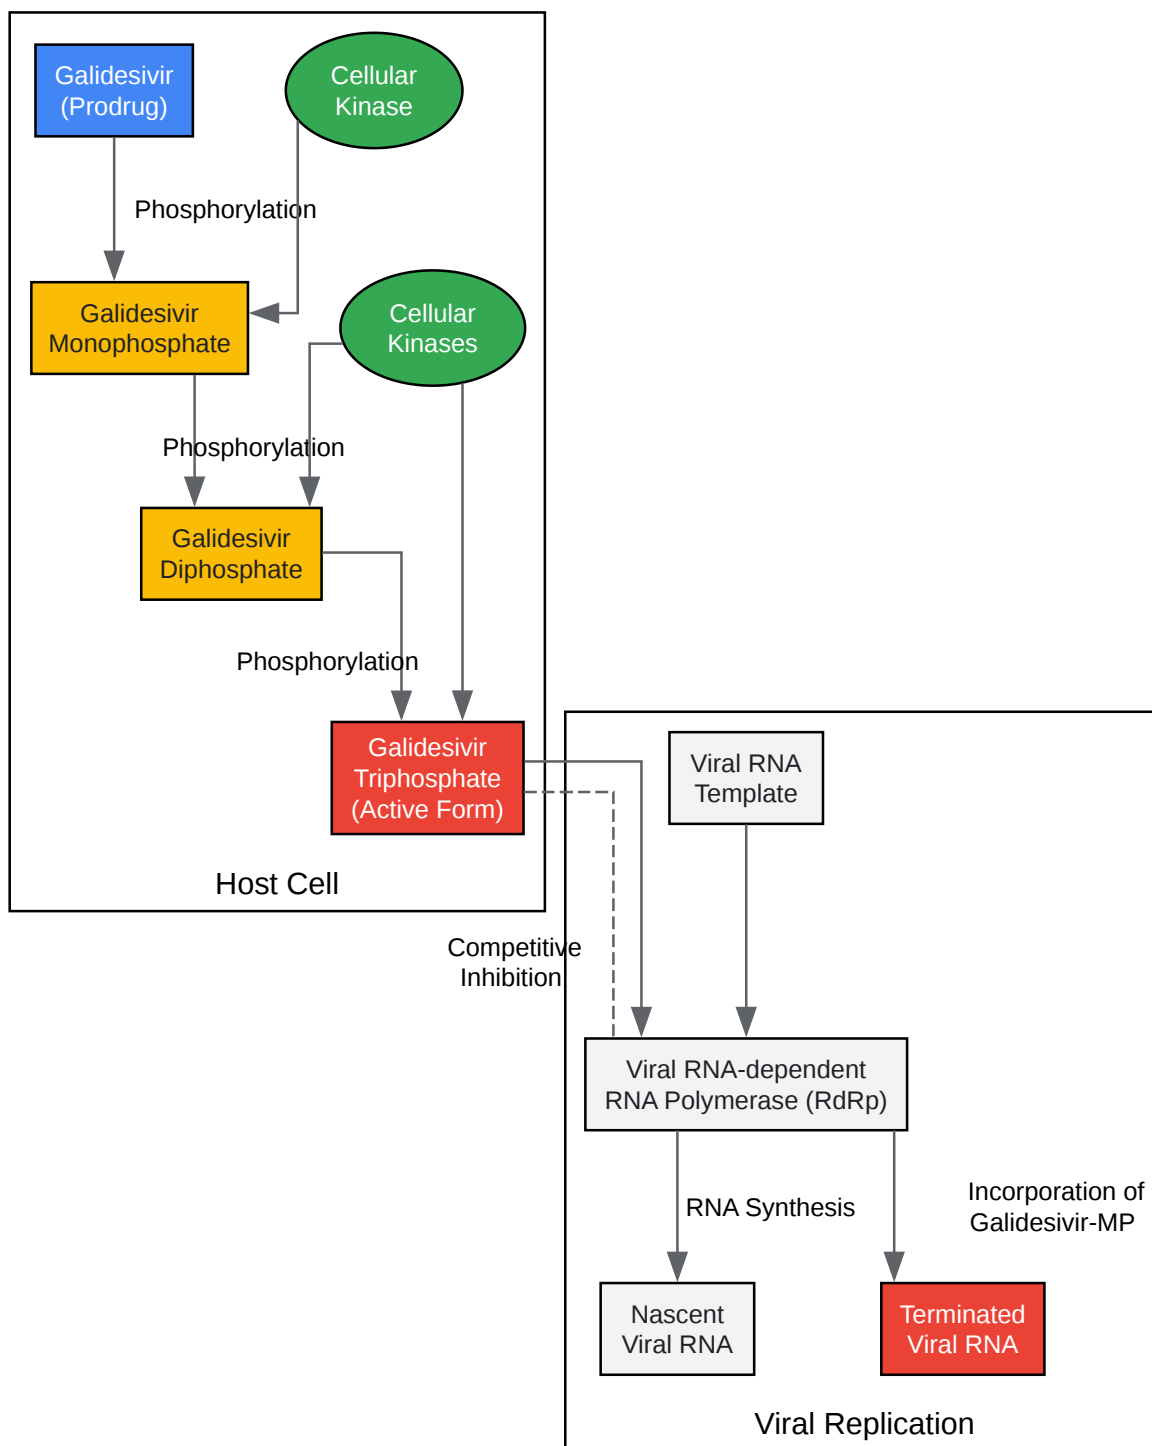 Galidesivir
(Prodrug)
Cellular
Kinase
Phosphorylation
Galidesivir
Monophosphate
Cellular
Kinases
Phosphorylation
Galidesivir
Diphosphate
Phosphorylation
Galidesivir
Triphosphate
(Active Form)
Host Cell
Viral RNA
Template
Competitive
Inhibition
Viral RNA-dependent
RNA Polymerase (RdRp)
RNA Synthesis
Incorporation of
Galidesivir-MP
Nascent
Viral RNA
Terminated
Viral RNA
Viral Replication